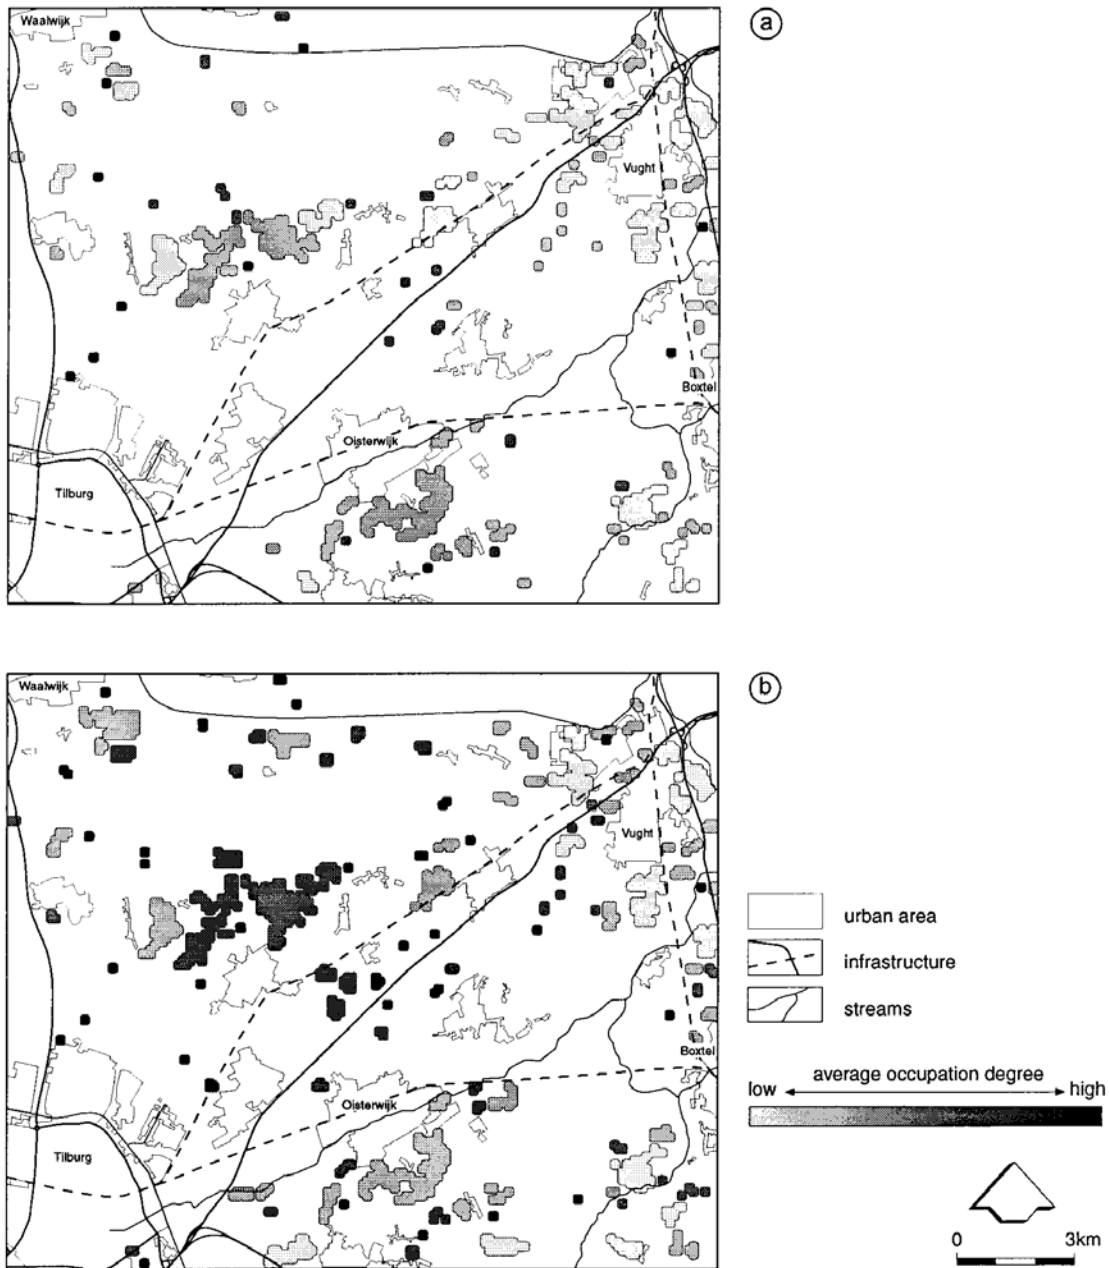 Waalwijk
a
Vught
Boxtel
Oisterwijk
Tilburg
Waalwijk
b
Vught
urban area
infrastructure
streams
Boxtel
average occupation degree
low high
Oisterwijk
Tilburg
0 3km